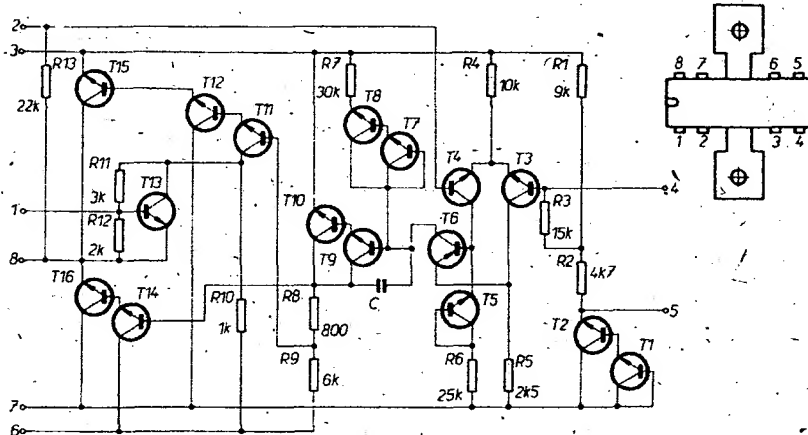 2
3
R13
22k
T15
T12
T11
R11
3k
T13
1
R12
2k
8
T16
T14
R10
1k
R7
30k
T8
T7
T10
T9
R8
800
C
R9
6k
R4
10k
T4
T3
T6
T5
R6
25k
R5
2k5
R1
9k
R3
15k
R2
4k7
T2
T1
4
5
7
6
8 7 6 5
1 2 3 4